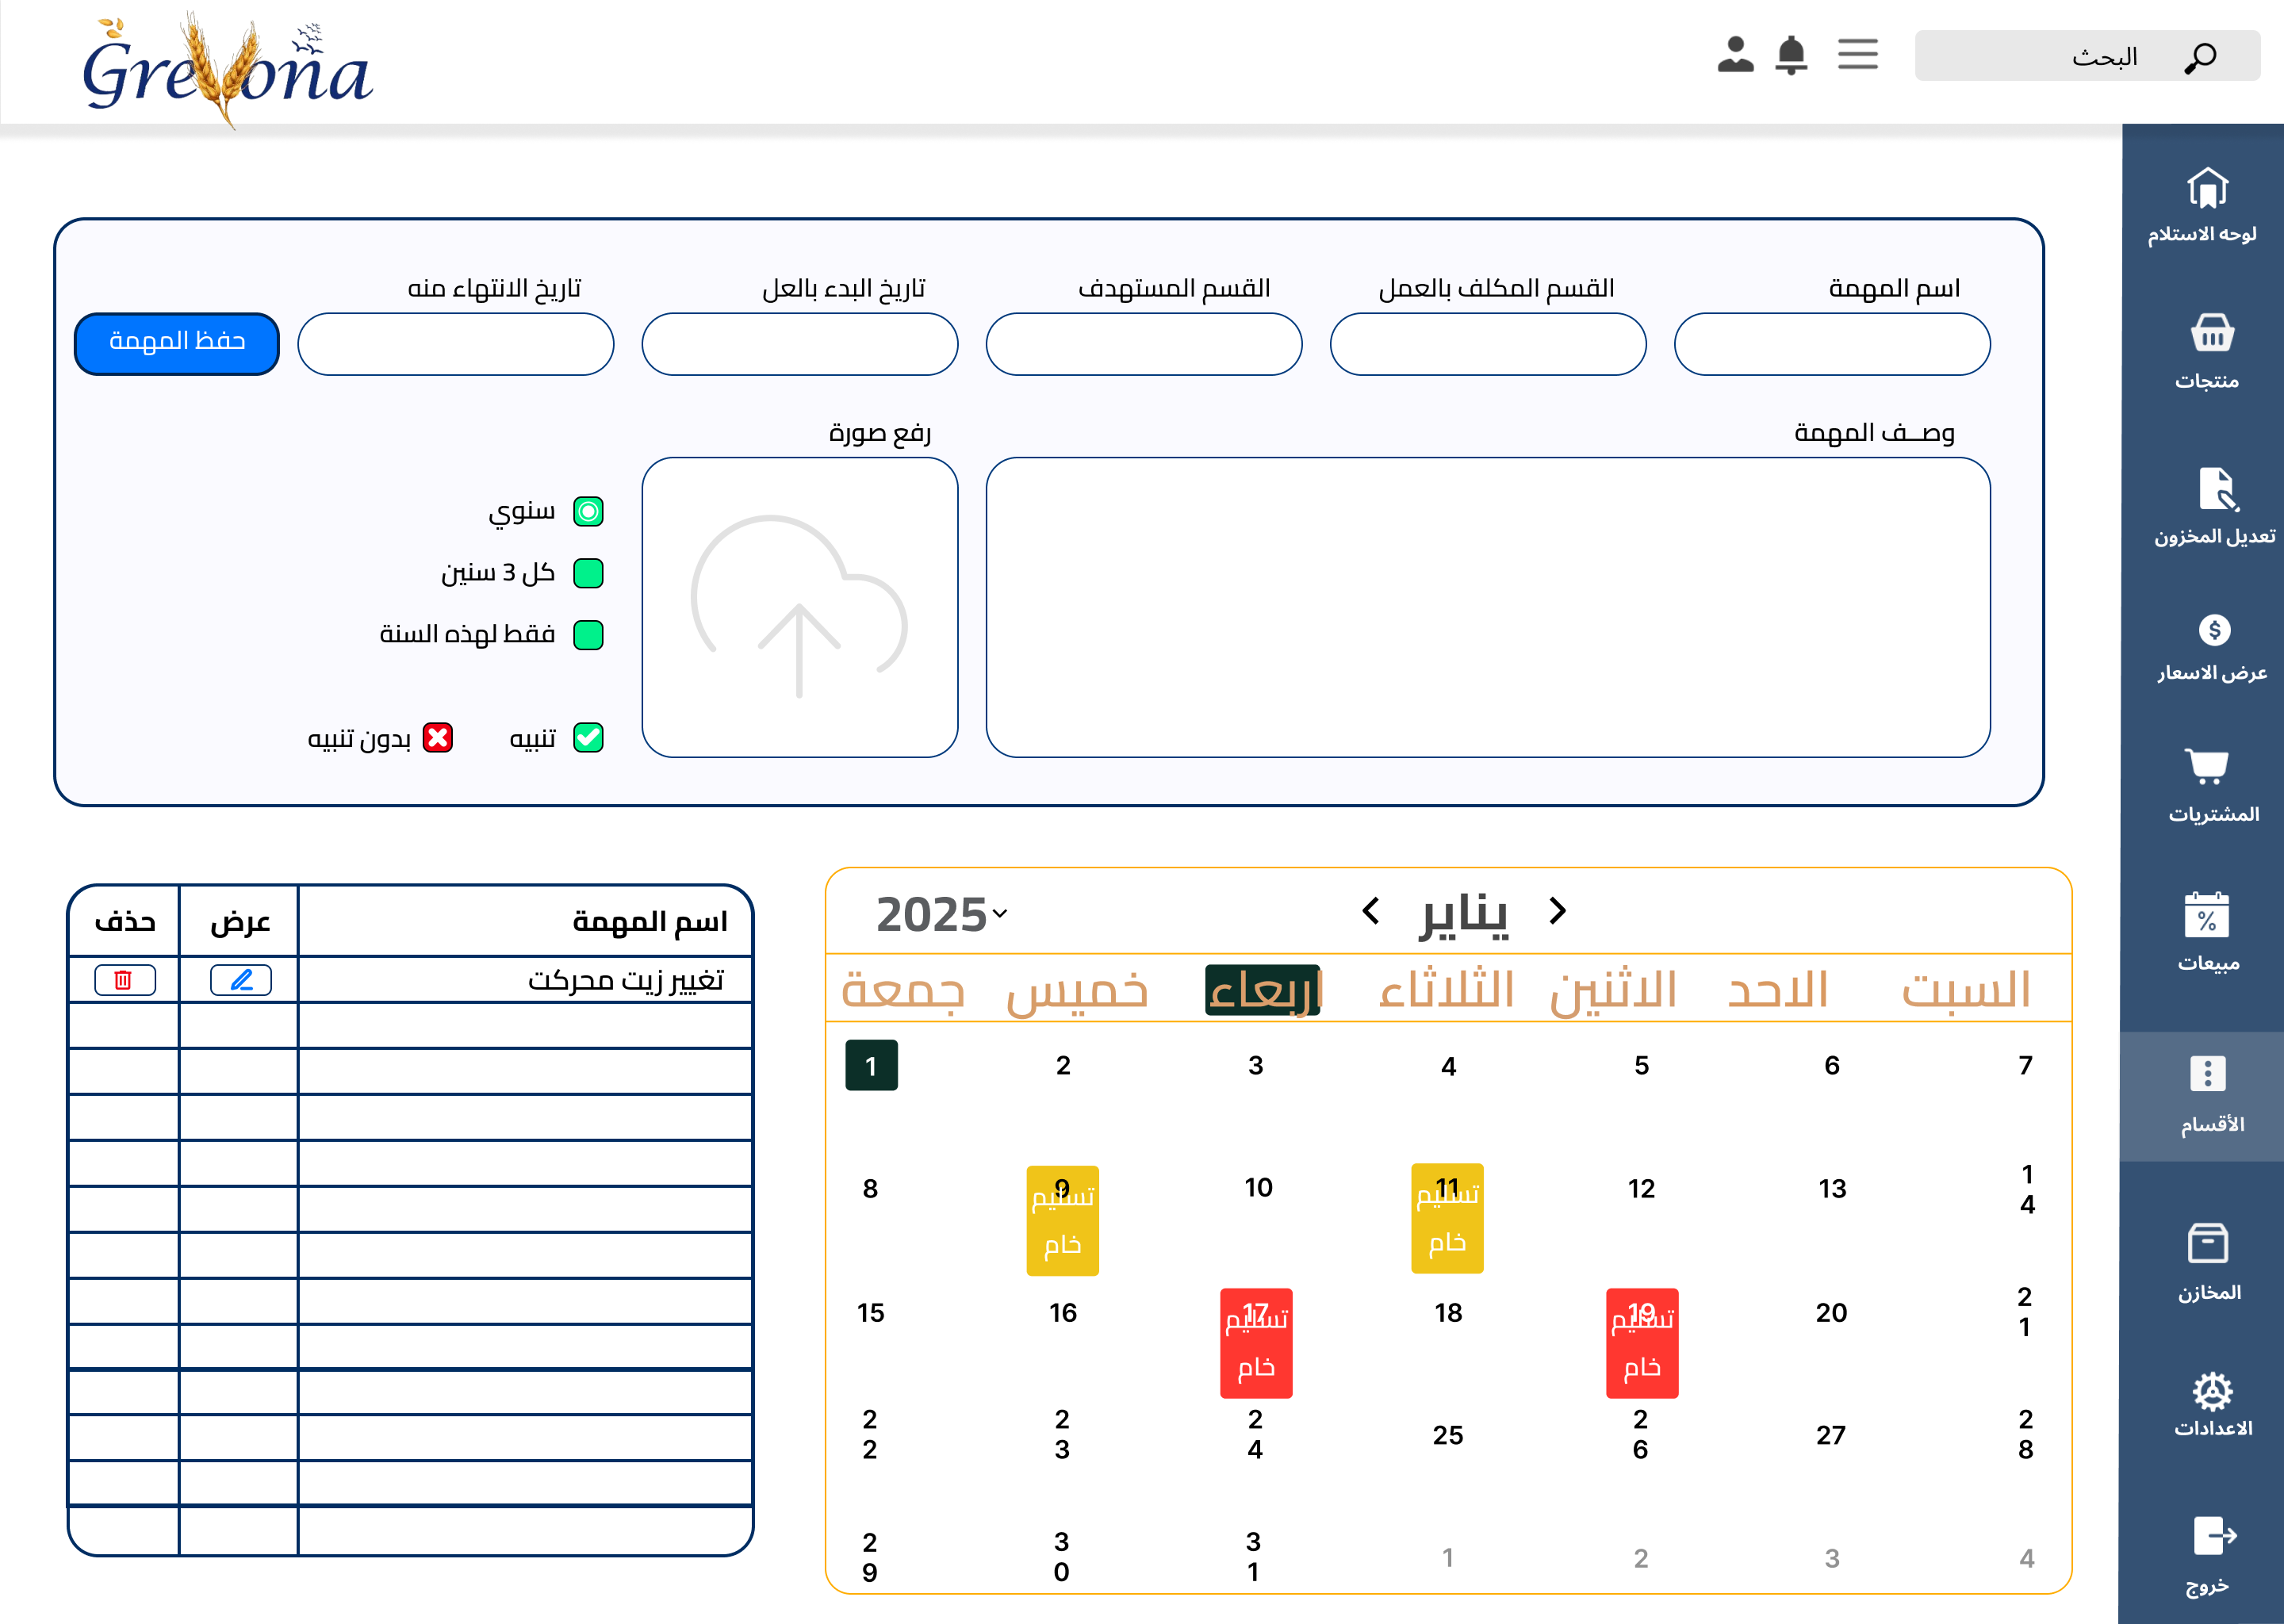 Grevona
البحث
لوحه الاستلام
منتجات
تعديل المخزون
عرض الاسعار
المشتريات
مبيعات
الأقسام
المخازن
الاعدادات
خروج
اسم المهمة
القسم المكلف بالعمل
القسم المستهدف
تاريخ البدء بالعل
تاريخ الانتهاء منه
حفظ المهمة
وصــف المهمة
رفع صورة
سنوي
كل 3 سنين
فقط لهذه السنة
تنبيه
بدون تنبيه
يناير
2025
السبت الاحد الاثنين الثلاثاء اربعاء خميس جمعة
1 2 3 4 5 6 7
8 9 10 11 12 13 14
تسليم
خام
تسليم
خام
15 16 17 18 19 20 21
تسليم
خام
تسليم
خام
22 23 24 25 26 27 28
29 30 31 1 2 3 4
اسم المهمة عرض حذف
تغيير زيت محركت